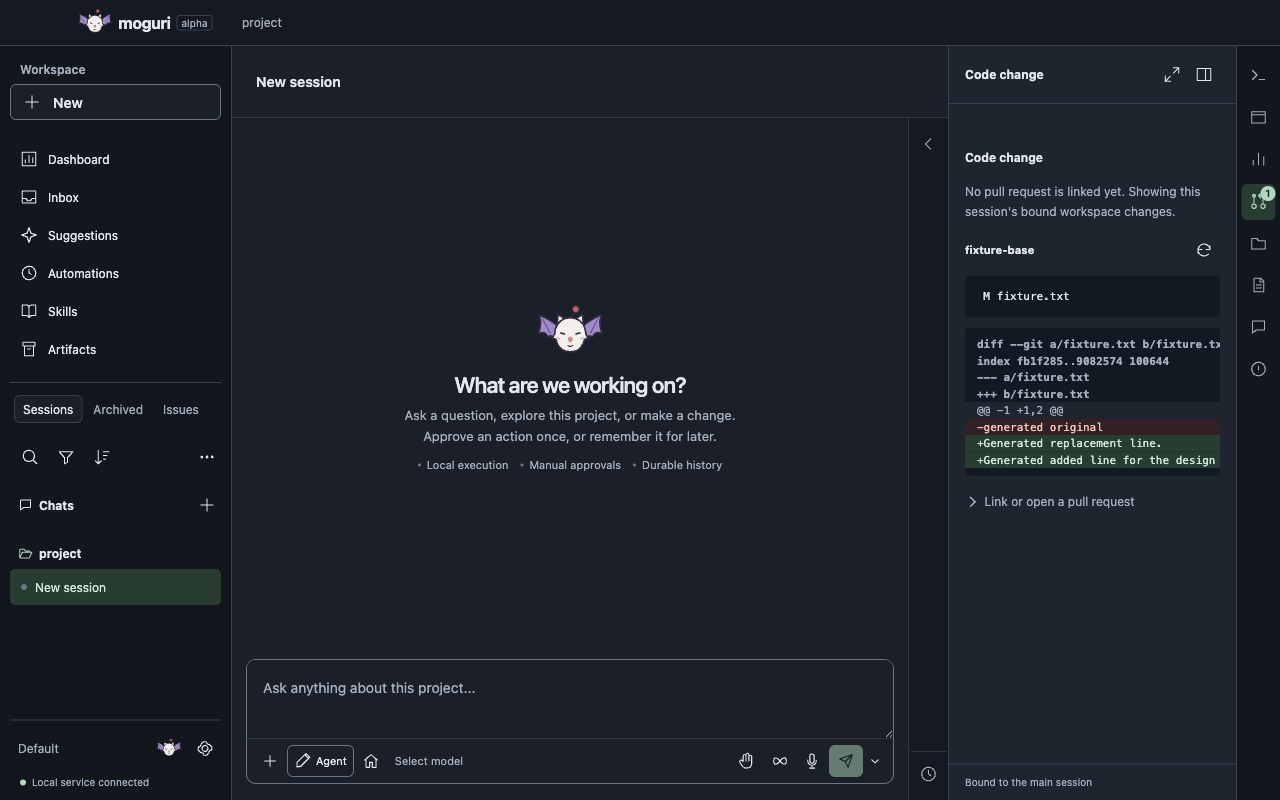 moguri alpha project
Workspace
New
Dashboard
Inbox
Suggestions
Automations
Skills
Artifacts
Sessions Archived Issues
Chats
project
New session
Default
Local service connected
New session
What are we working on?
Ask a question, explore this project, or make a change.
Approve an action once, or remember it for later.
• Local execution • Manual approvals • Durable history
Ask anything about this project...
Agent Select model
Code change
Code change
No pull request is linked yet. Showing this
session's bound workspace changes.
fixture-base
M fixture.txt
diff --git a/fixture.txt b/fixture.tx
index fb1f285..9082574 100644
--- a/fixture.txt
+++ b/fixture.txt
@@ -1 +1,2 @@
-generated original
+Generated replacement line.
+Generated added line for the design
Link or open a pull request
Bound to the main session
1